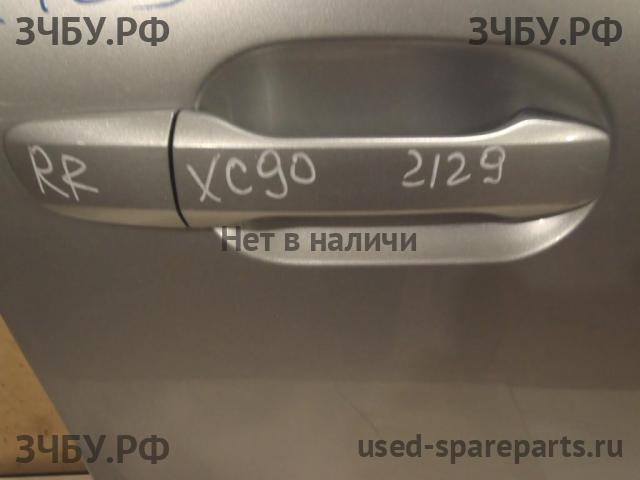 ЗЧБУ.РФ ЗЧБУ.РФ
RR XC90 2129
Нет в наличи
ЗЧБУ.РФ used-spareparts.ru